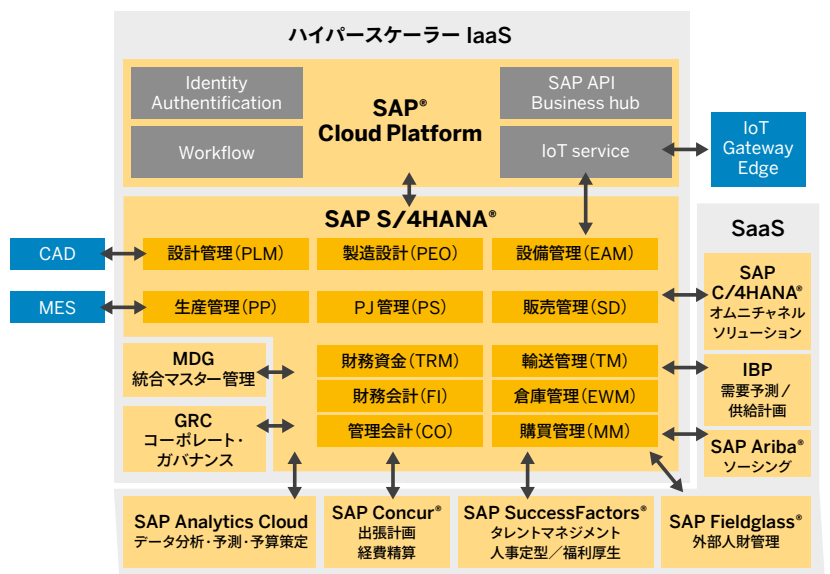 ハイパースケーラー IaaS
Identity
Authentification
SAP®
Cloud Platform
SAP API
Business hub
Workflow
IoT service
IoT
Gateway
Edge
SAP S/4HANA®
CAD
設計管理(PLM)
製造設計(PEO)
設備管理(EAM)
MES
生産管理(PP)
PJ管理(PS)
販売管理(SD)
MDG
統合マスター管理
財務資金(TRM)
輸送管理(TM)
財務会計(FI)
倉庫管理(EWM)
GRC
コーポレート・
ガバナンス
管理会計(CO)
購買管理(MM)
SaaS
SAP
C/4HANA®
オムニチャネル
ソリューション
IBP
需要予測/
供給計画
SAP Ariba®
ソーシング
SAP Analytics Cloud
データ分析・予測・予算策定
SAP Concur®
出張計画
経費精算
SAP SuccessFactors®
タレントマネジメント
人事定型/福利厚生
SAP Fieldglass®
外部人財管理